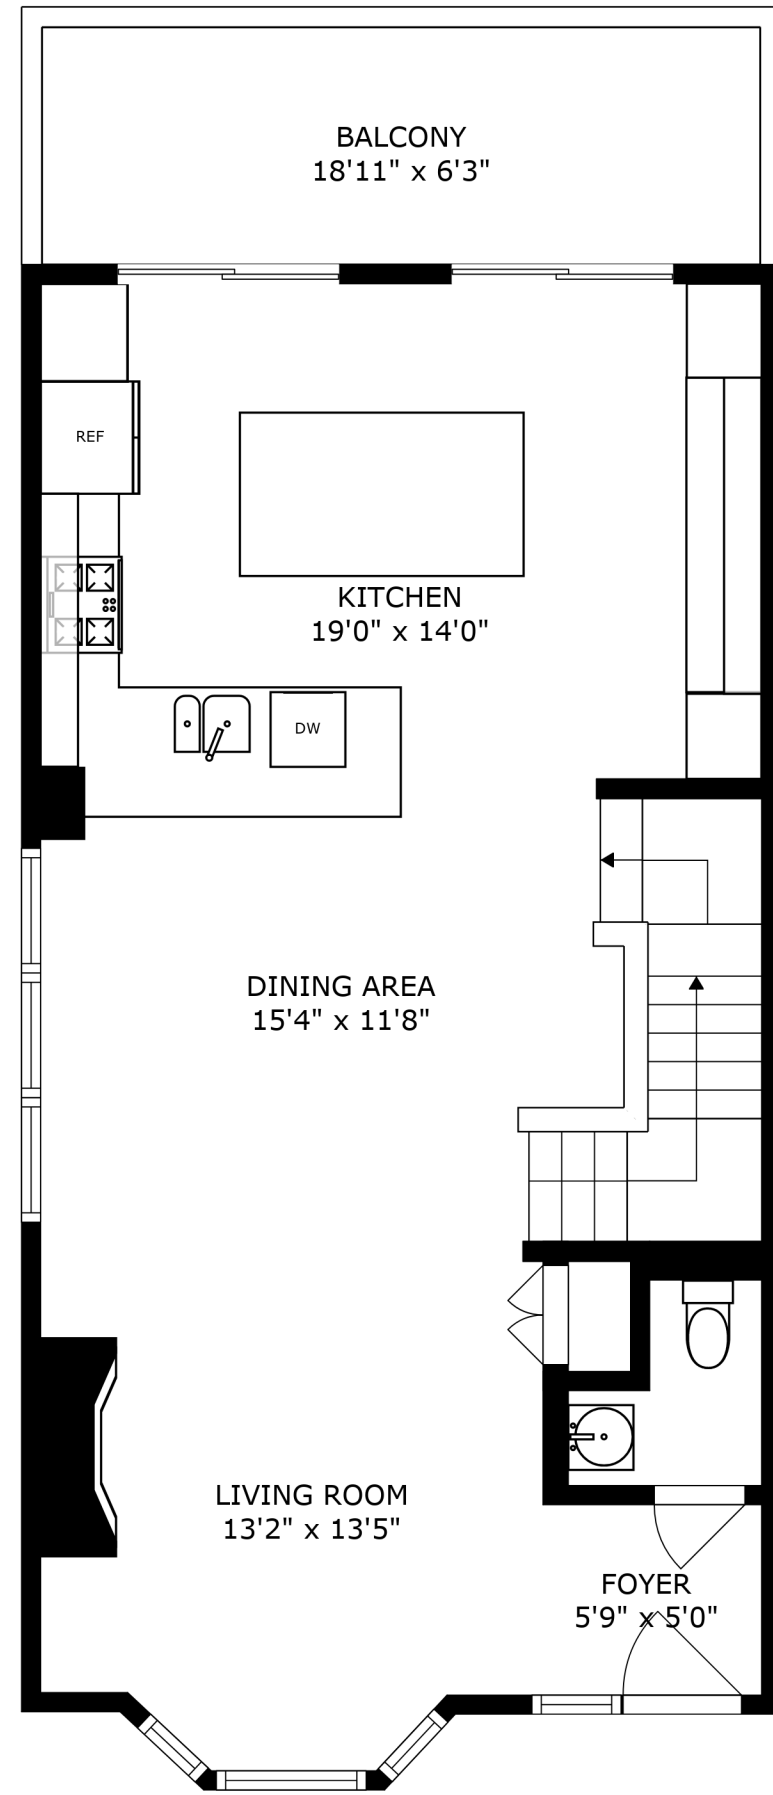 BALCONY
18'11" x 6'3"
REF
KITCHEN
19'0" x 14'0"
DW
DINING AREA
15'4" x 11'8"
LIVING ROOM
13'2" x 13'5"
FOYER
5'9" x 5'0"